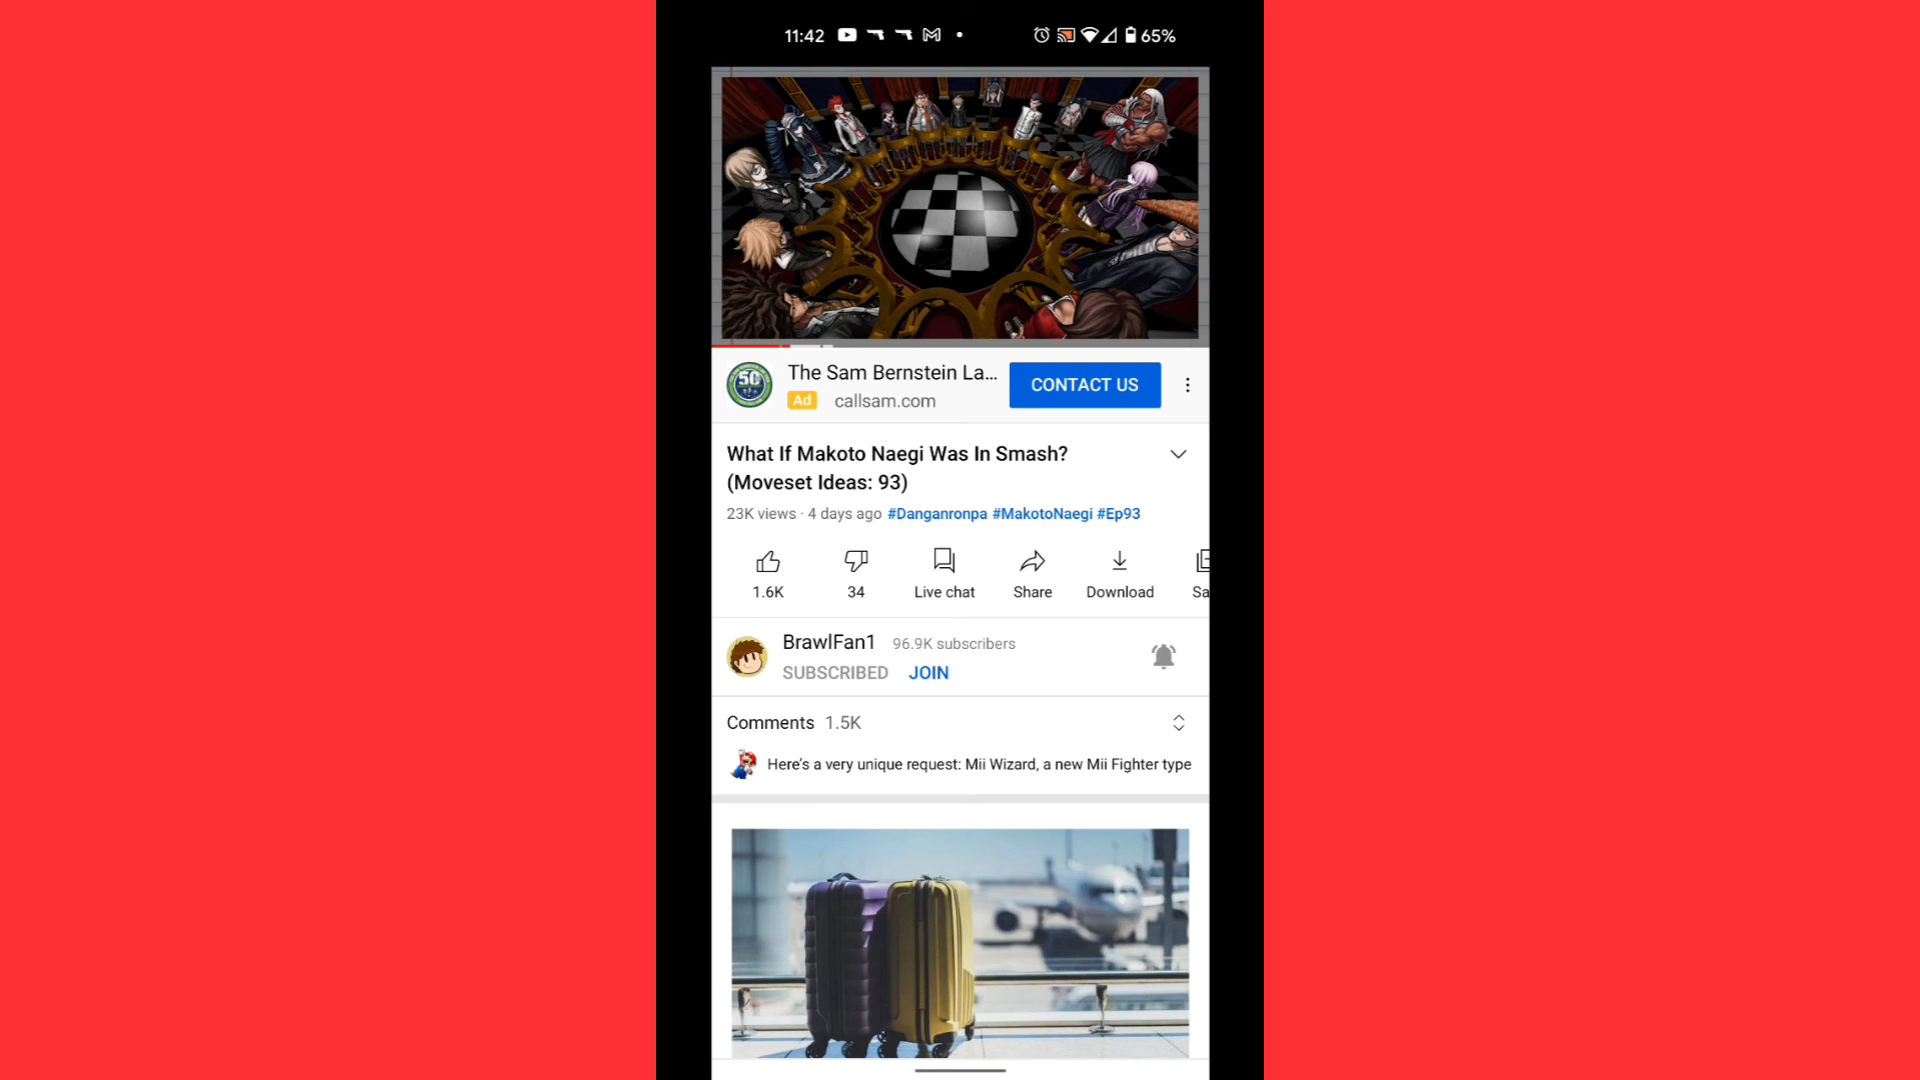 11:42
65%
50
The Sam Bernstein La...
CONTACT US
Ad callsam.com
What If Makoto Naegi Was In Smash?
(Moveset Ideas: 93)
23K views · 4 days ago #Danganronpa #MakotoNaegi #Ep93
1.6K
34
Live chat
Share
Download
Sa
BrawlFan1 96.9K subscribers
SUBSCRIBED JOIN
Comments 1.5K
Here's a very unique request: Mii Wizard, a new Mii Fighter type